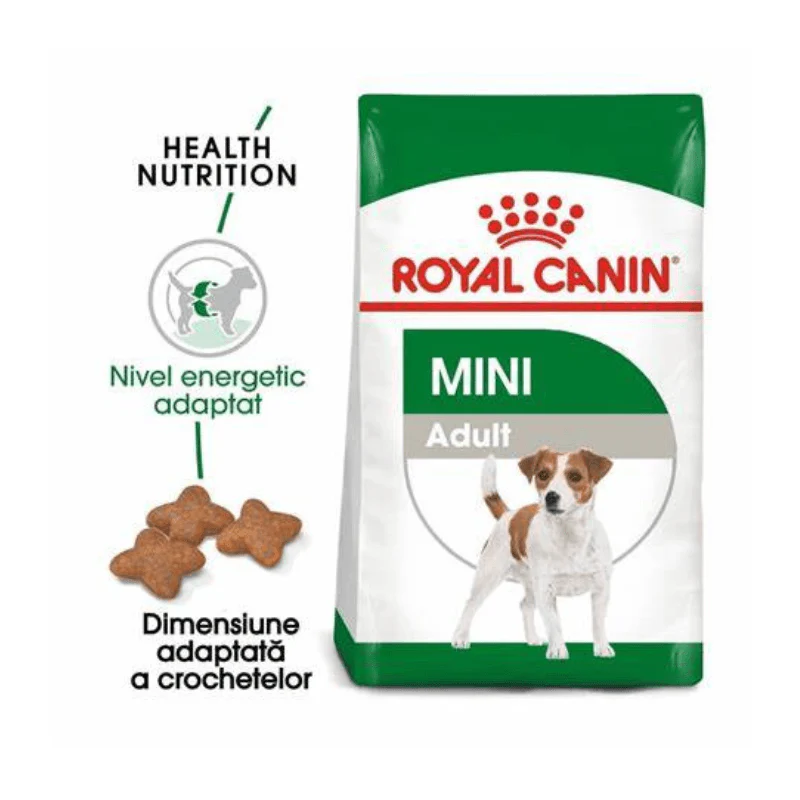 HEALTH
NUTRITION
Nivel energetic
adaptat
Dimensiune
adaptată
a crochetelor
ROYAL CANIN®
MINI
Adult